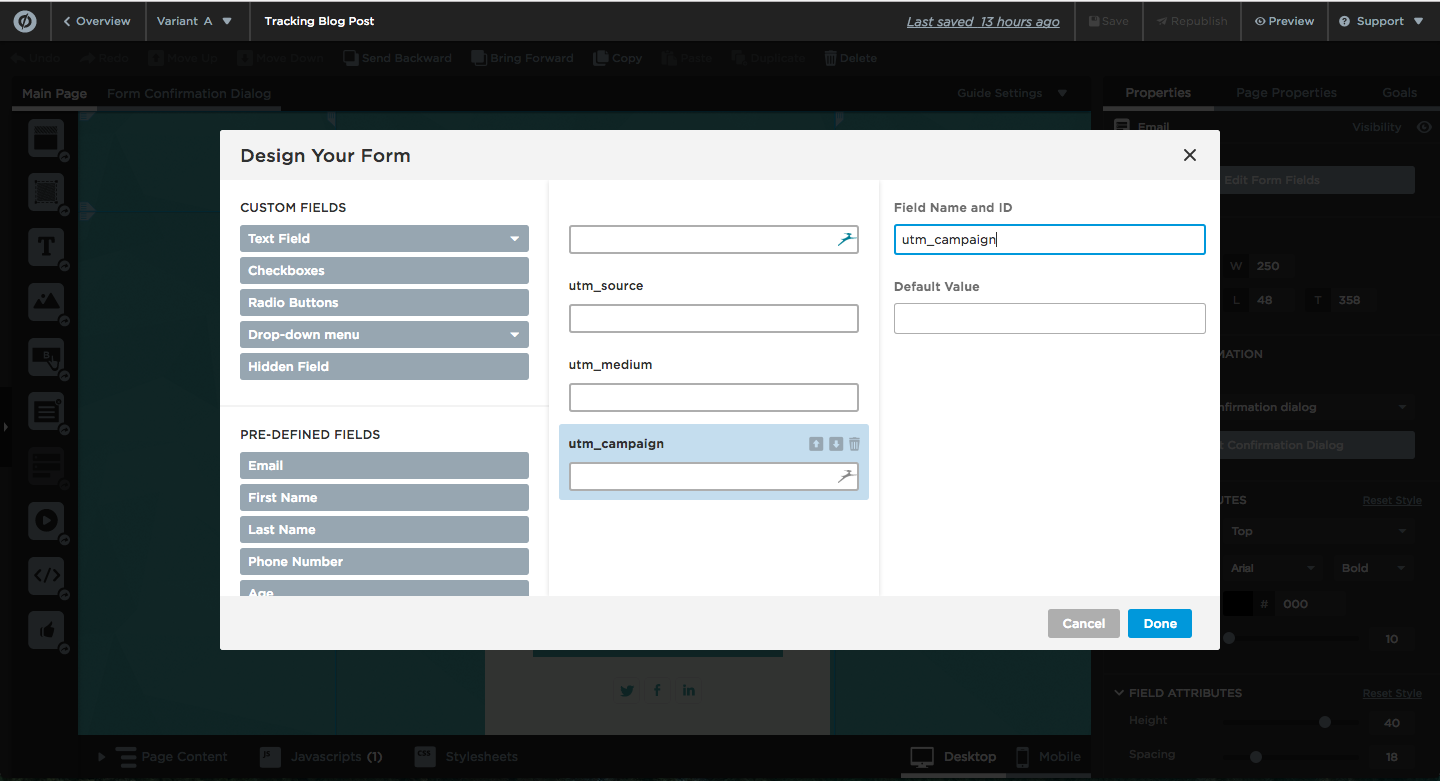 Overview
Variant A
Tracking Blog Post
Last saved 13 hours ago
Save
Republish
Preview
Support
Undo
Redo
Move Up
Move Down
Send Backward
Bring Forward
Copy
Paste
Duplicate
Delete
Main Page
Form Confirmation Dialog
Guide Settings
Properties
Page Properties
Goals
Email
Visibility
Design Your Form
Edit Form Fields
CUSTOM FIELDS
Text Field
Checkboxes
Radio Buttons
Drop-down menu
Hidden Field
PRE-DEFINED FIELDS
Email
First Name
Last Name
Phone Number
Age
utm_source
utm_medium
utm_campaign
Field Name and ID
utm_campaign
Default Value
Cancel
Done
W 250
L 48 T 358
MATION
nfirmation dialog
t Confirmation Dialog
UTES
Reset Style
Top
Arial
Bold
# 000
10
FIELD ATTRIBUTES
Reset Style
Height
40
Spacing
18
T
B
in
Page Content
JS
Javascripts (1)
CSS
Stylesheets
Desktop
Mobile